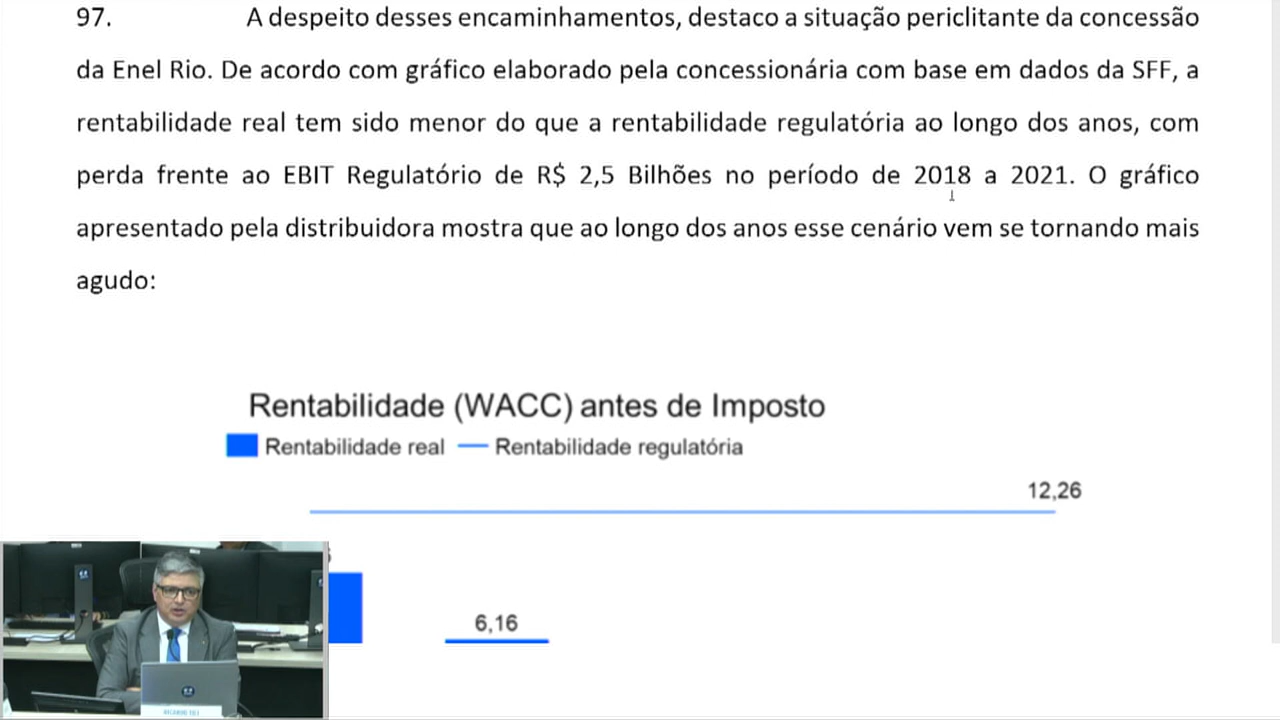 97. A despeito desses encaminhamentos, destaco a situação periclitante da concessão
da Enel Rio. De acordo com gráfico elaborado pela concessionária com base em dados da SFF, a
rentabilidade real tem sido menor do que a rentabilidade regulatória ao longo dos anos, com
perda frente ao EBIT Regulatório de R$ 2,5 Bilhões no período de 2018 a 2021. O gráfico
apresentado pela distribuidora mostra que ao longo dos anos esse cenário vem se tornando mais
agudo:
Rentabilidade (WACC) antes de Imposto
Rentabilidade real Rentabilidade regulatória
12,26
6,16